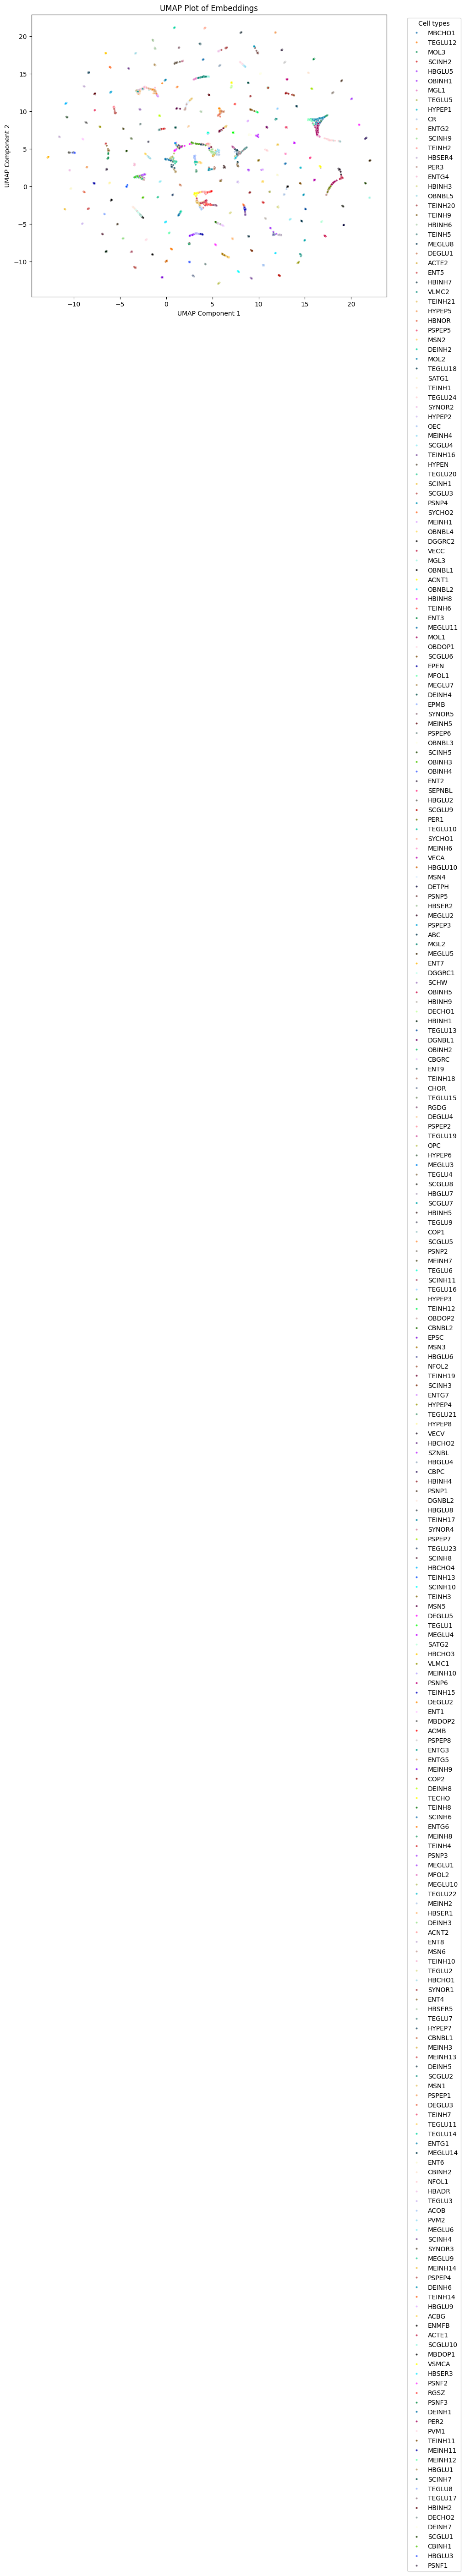 UMAP Plot of Embeddings
20
15
10
5
0
−5
−10
UMAP Component 2
−10
−5
0
5
10
15
20
UMAP Component 1
Cell types
MBCHO1
TEGLU12
MOL3
SCINH2
HBGLU5
OBINH1
MGL1
TEGLU5
HYPEP1
CR
ENTG2
SCINH9
TEINH2
HBSER4
PER3
ENTG4
HBINH3
OBNBL5
TEINH20
TEINH9
HBINH6
TEINH5
MEGLU8
DEGLU1
ACTE2
ENT5
HBINH7
VLMC2
TEINH21
HYPEP5
HBNOR
PSPEP5
MSN2
DEINH2
MOL2
TEGLU18
SATG1
TEINH1
TEGLU24
SYNOR2
HYPEP2
OEC
MEINH4
SCGLU4
TEINH16
HYPEN
TEGLU20
SCINH1
SCGLU3
PSNP4
SYCHO2
MEINH1
OBNBL4
DGGRC2
VECC
MGL3
OBNBL1
ACNT1
OBNBL2
HBINH8
TEINH6
ENT3
MEGLU11
MOL1
OBDOP1
SCGLU6
EPEN
MFOL1
MEGLU7
DEINH4
EPMB
SYNOR5
MEINH5
PSPEP6
OBNBL3
SCINH5
OBINH3
OBINH4
ENT2
SEPNBL
HBGLU2
SCGLU9
PER1
TEGLU10
SYCHO1
MEINH6
VECA
HBGLU10
MSN4
DETPH
PSNP5
HBSER2
MEGLU2
PSPEP3
ABC
MGL2
MEGLU5
ENT7
DGGRC1
SCHW
OBINH5
HBINH9
DECHO1
HBINH1
TEGLU13
DGNBL1
OBINH2
CBGRC
ENT9
TEINH18
CHOR
TEGLU15
RGDG
DEGLU4
PSPEP2
TEGLU19
OPC
HYPEP6
MEGLU3
TEGLU4
SCGLU8
HBGLU7
SCGLU7
HBINH5
TEGLU9
COP1
SCGLU5
PSNP2
MEINH7
TEGLU6
SCINH11
TEGLU16
HYPEP3
TEINH12
OBDOP2
CBNBL2
EPSC
MSN3
HBGLU6
NFOL2
TEINH19
SCINH3
ENTG7
HYPEP4
TEGLU21
HYPEP8
VECV
HBCHO2
SZNBL
HBGLU4
CBPC
HBINH4
PSNP1
DGNBL2
HBGLU8
TEINH17
SYNOR4
PSPEP7
TEGLU23
SCINH8
HBCHO4
TEINH13
SCINH10
TEINH3
MSN5
DEGLU5
TEGLU1
MEGLU4
SATG2
HBCHO3
VLMC1
MEINH10
PSNP6
TEINH15
DEGLU2
ENT1
MBDOP2
ACMB
PSPEP8
ENTG3
ENTG5
MEINH9
COP2
DEINH8
TECHO
TEINH8
SCINH6
ENTG6
MEINH8
TEINH4
PSNP3
MEGLU1
MFOL2
MEGLU10
TEGLU22
MEINH2
HBSER1
DEINH3
ACNT2
ENT8
MSN6
TEINH10
TEGLU2
HBCHO1
SYNOR1
ENT4
HBSER5
TEGLU7
HYPEP7
CBNBL1
MEINH3
MEINH13
DEINH5
SCGLU2
MSN1
PSPEP1
DEGLU3
TEINH7
TEGLU11
TEGLU14
ENTG1
MEGLU14
ENT6
CBINH2
NFOL1
HBADR
TEGLU3
ACOB
PVM2
MEGLU6
SCINH4
SYNOR3
MEGLU9
MEINH14
PSPEP4
DEINH6
TEINH14
HBGLU9
ACBG
ENMFB
ACTE1
SCGLU10
MBDOP1
VSMCA
HBSER3
PSNF2
RGSZ
PSNF3
DEINH1
PER2
PVM1
TEINH11
MEINH11
MEINH12
HBGLU1
SCINH7
TEGLU8
TEGLU17
HBINH2
DECHO2
DEINH7
SCGLU1
CBINH1
HBGLU3
PSNF1